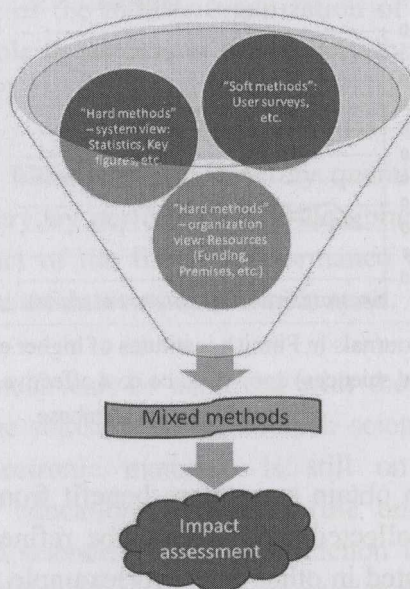 "Soft methods":
User surveys,
etc.
"Hard methods"
– system view:
Statistics, Key
figures, etc.
"Hard methods"
– organization
view: Resources
(Funding,
Premises, etc.)
Mixed methods
Impact
assessment